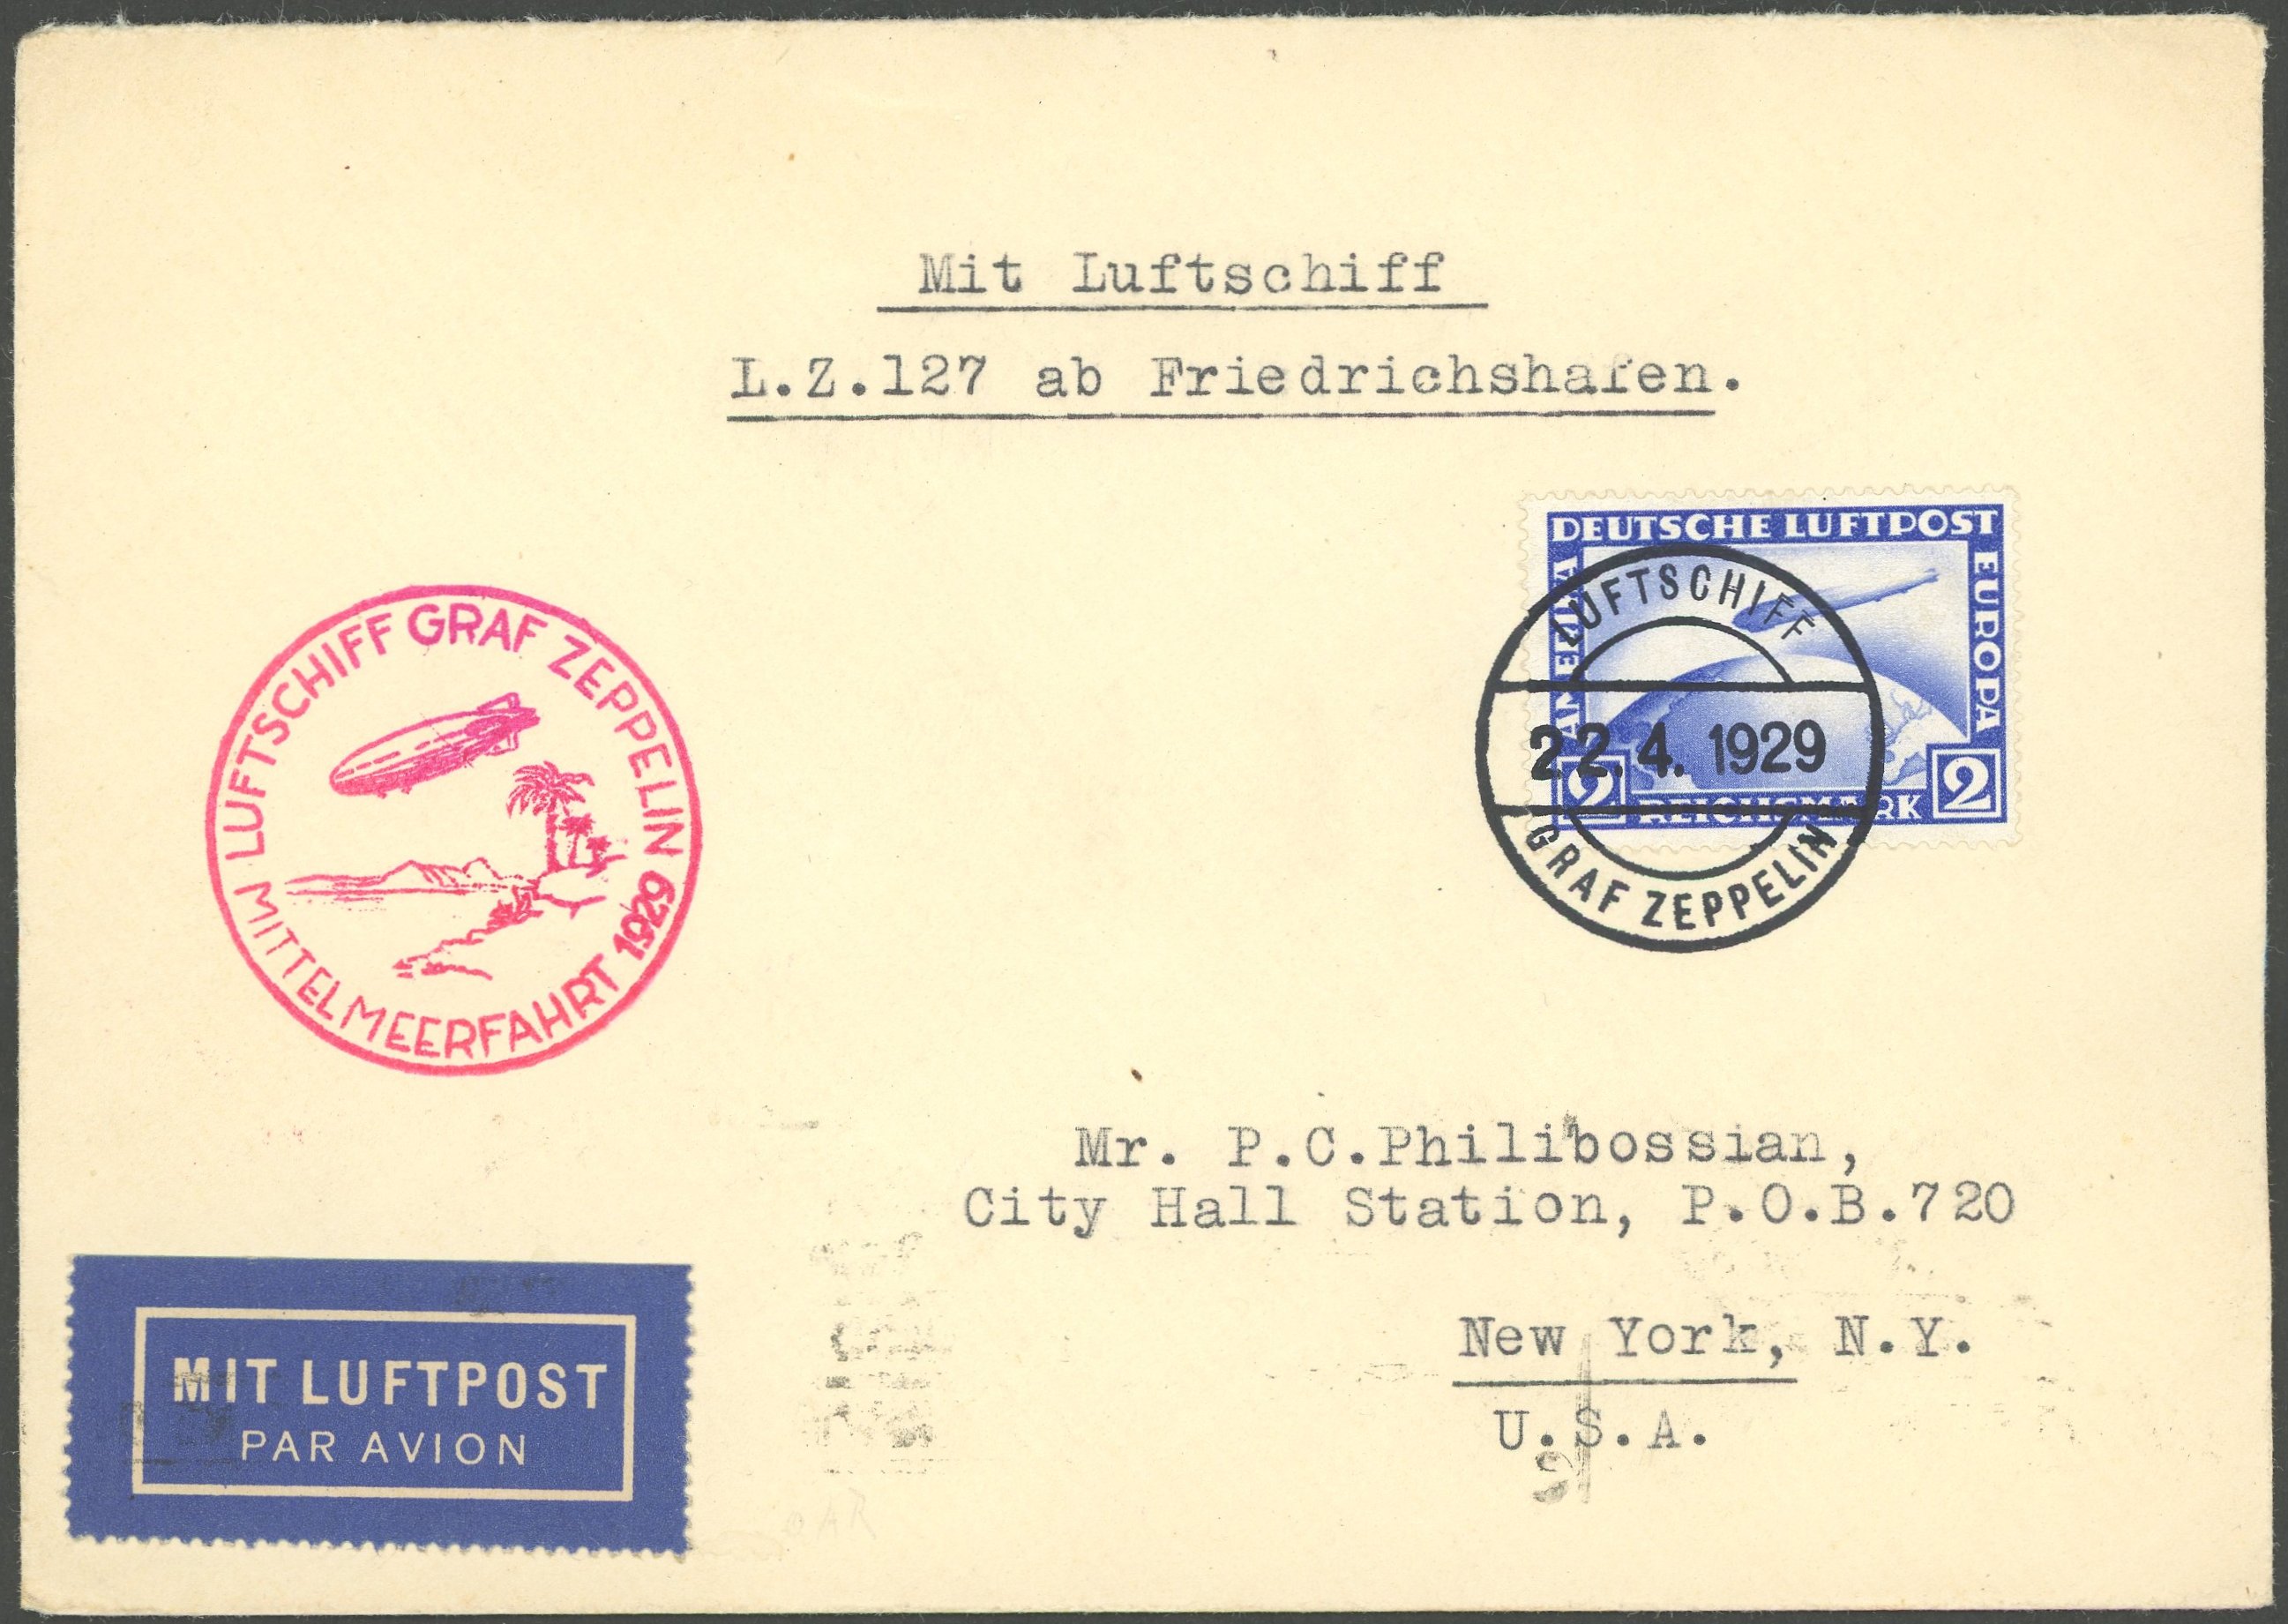 Mit Luftschiff
L.Z.127 ab Friedrichshafen.
DEUTSCHE LUFTPOST
EUROPA
2 REICHSMARK 2
LUFTSCHIFF
22.4.1929
GRAF ZEPPELIN
LUFTSCHIFF GRAF ZEPPELIN
MITTELMEERFAHRT 1929
Mr. P.C.Philibossian,
City Hall Station, P.O.B.720
New York, N.Y.
U.S.A.
MIT LUFTPOST
PAR AVION